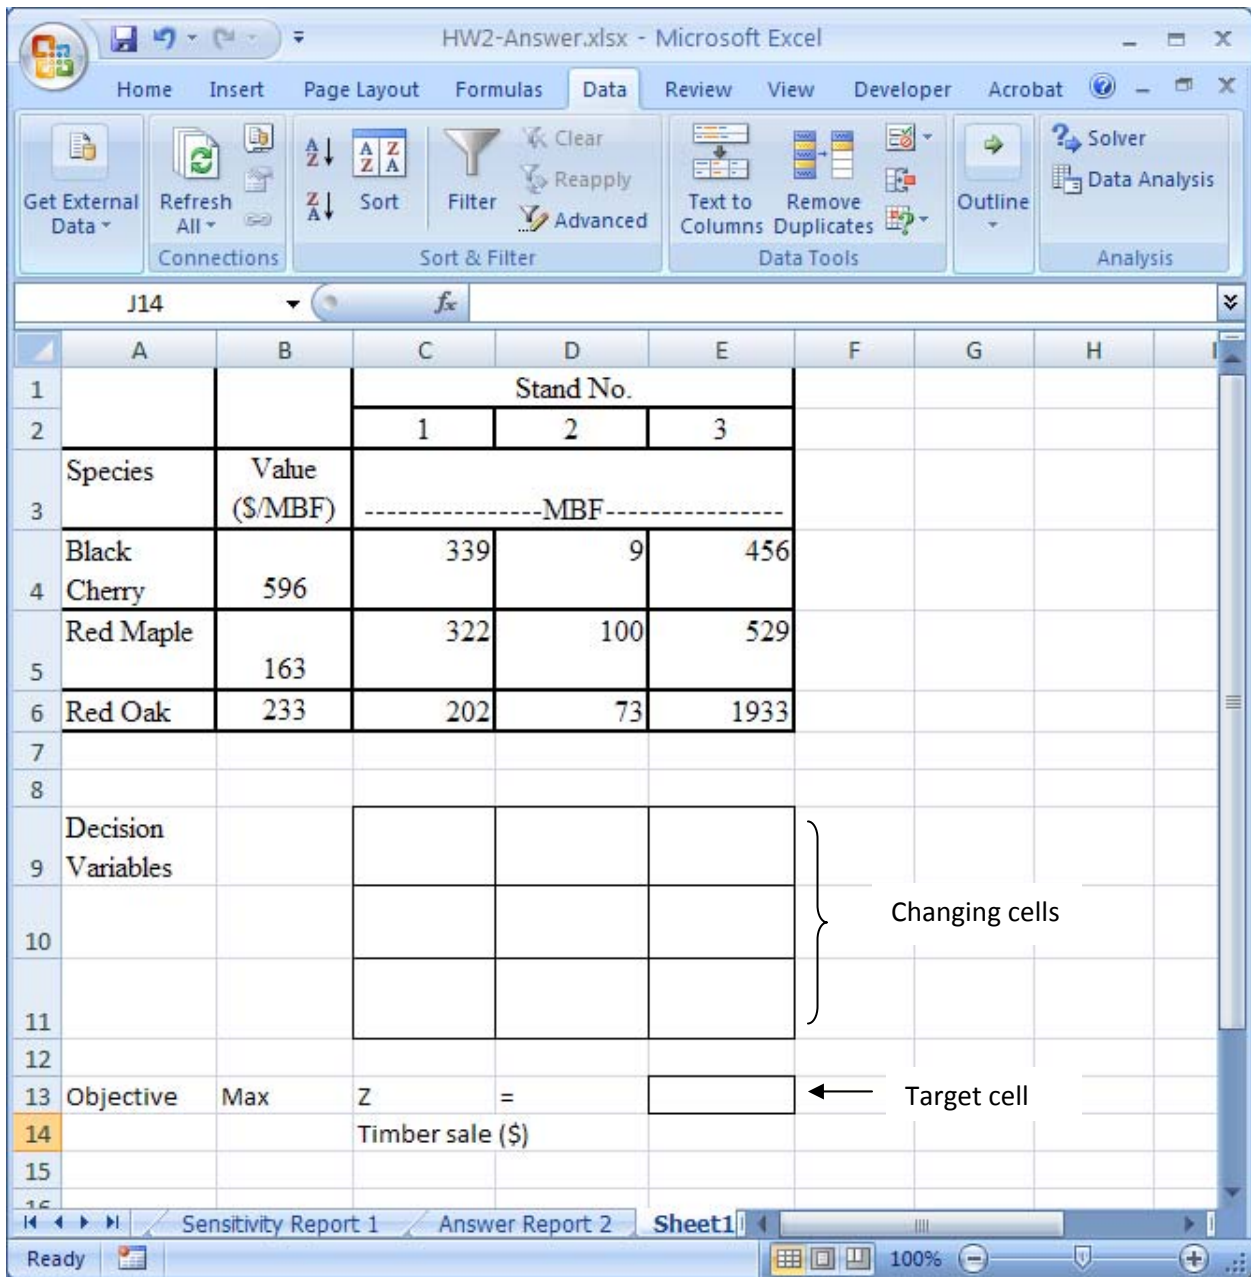 HW2-Answer.xlsx - Microsoft Excel
Home Insert Page Layout Formulas Data Review View Developer Acrobat
Get External Data
Refresh All
Connections
Sort
Filter
Clear
Reapply
Advanced
Sort & Filter
Text to Columns
Remove Duplicates
Data Tools
Outline
Solver
Data Analysis
Analysis
J14 fx
A B C D E F G H I
1 Stand No.
2 1 2 3
3 Species Value ($/MBF) ----------------MBF----------------
4 Black Cherry 596 339 9 456
5 Red Maple 163 322 100 529
6 Red Oak 233 202 73 1933
7
8
9 Decision Variables
10 Changing cells
11
12
13 Objective Max Z = Target cell
14 Timber sale ($)
15
16
Sensitivity Report 1 Answer Report 2 Sheet1
Ready 100%